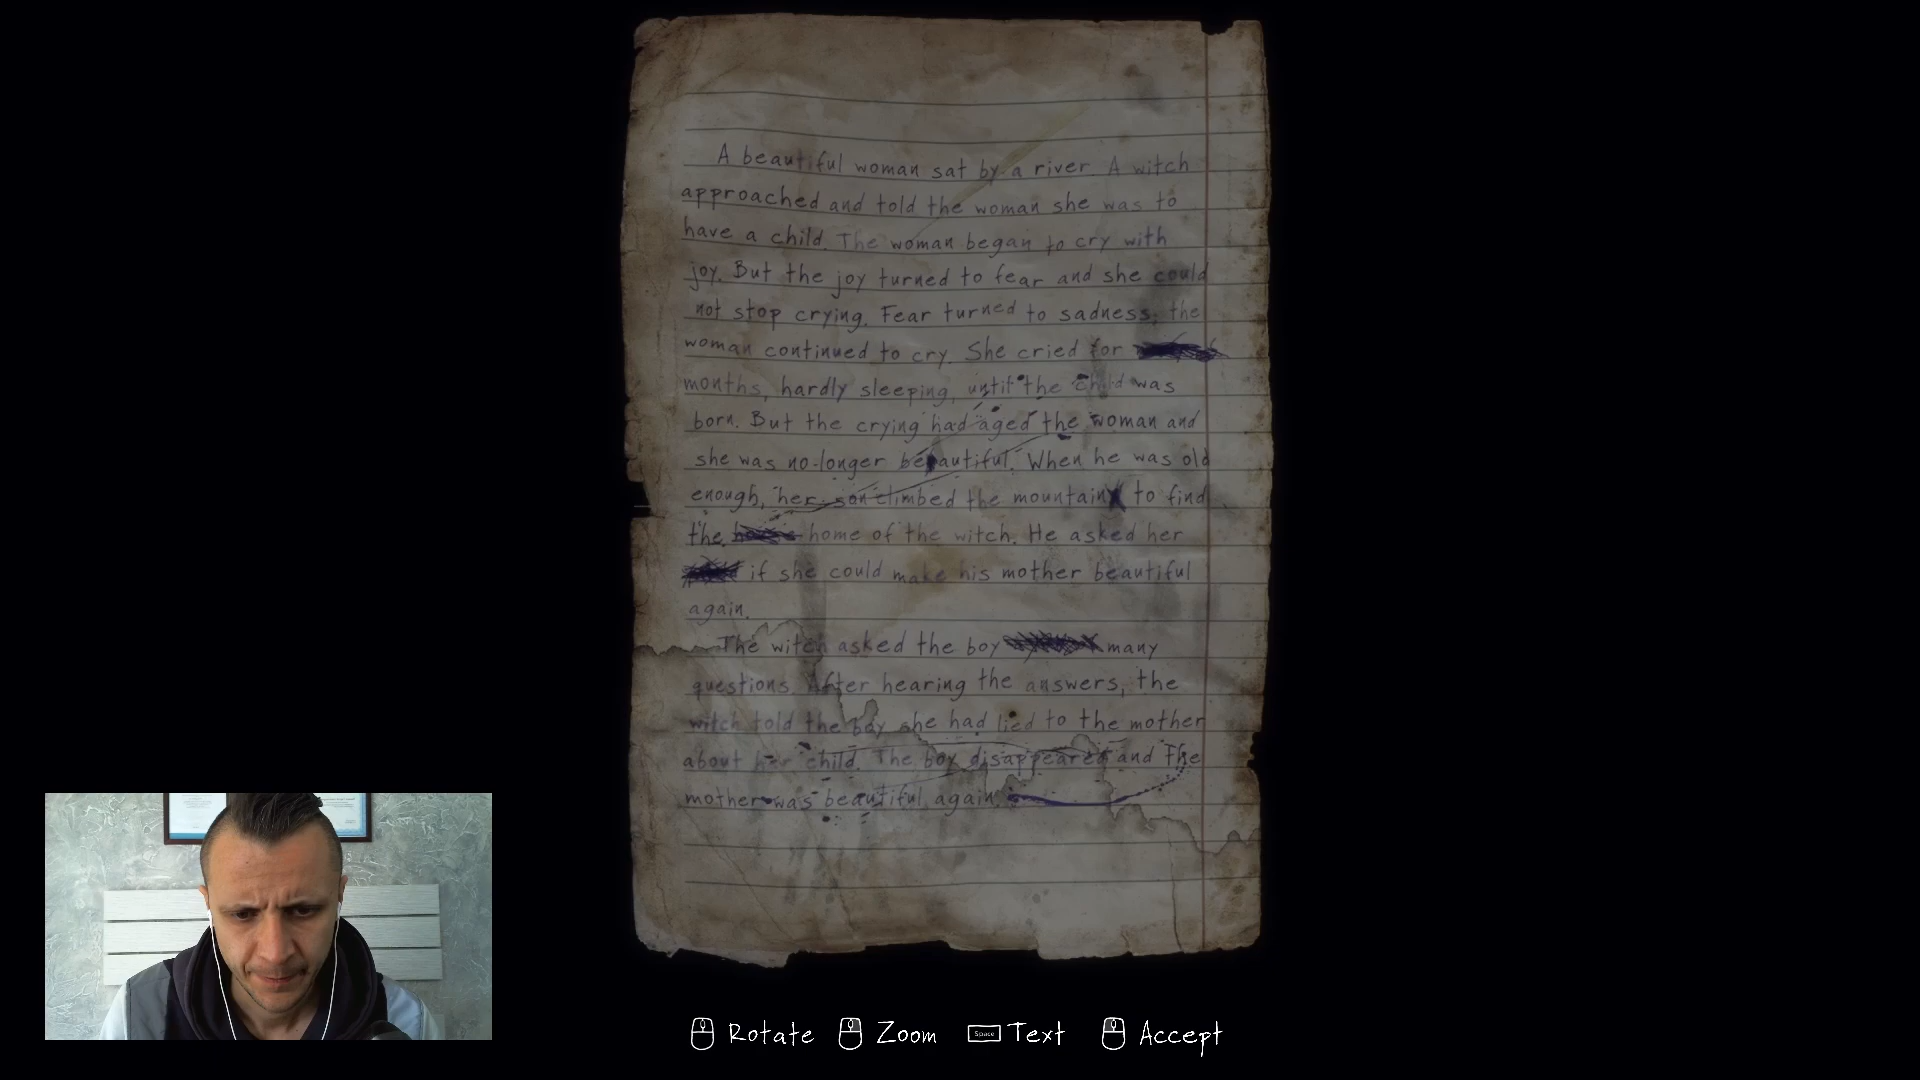 A beautiful woman sat by a river. A witch
approached and told the woman she was to
have a child. The woman began to cry with
joy. But the joy turned to fear and she could
not stop crying. Fear turned to sadness; the
woman continued to cry. She cried for
months, hardly sleeping, until the child was
born. But the crying had aged the woman and
she was no longer beautiful. When he was old
enough, her son climbed the mountain to find
the home of the witch. He asked her
if she could make his mother beautiful
again.
The witch asked the boy many
questions. After hearing the answers, the
witch told the boy she had lied to the mother
about her child. The boy disappeared and the
mother was beautiful again.
Rotate Zoom Space Text Accept